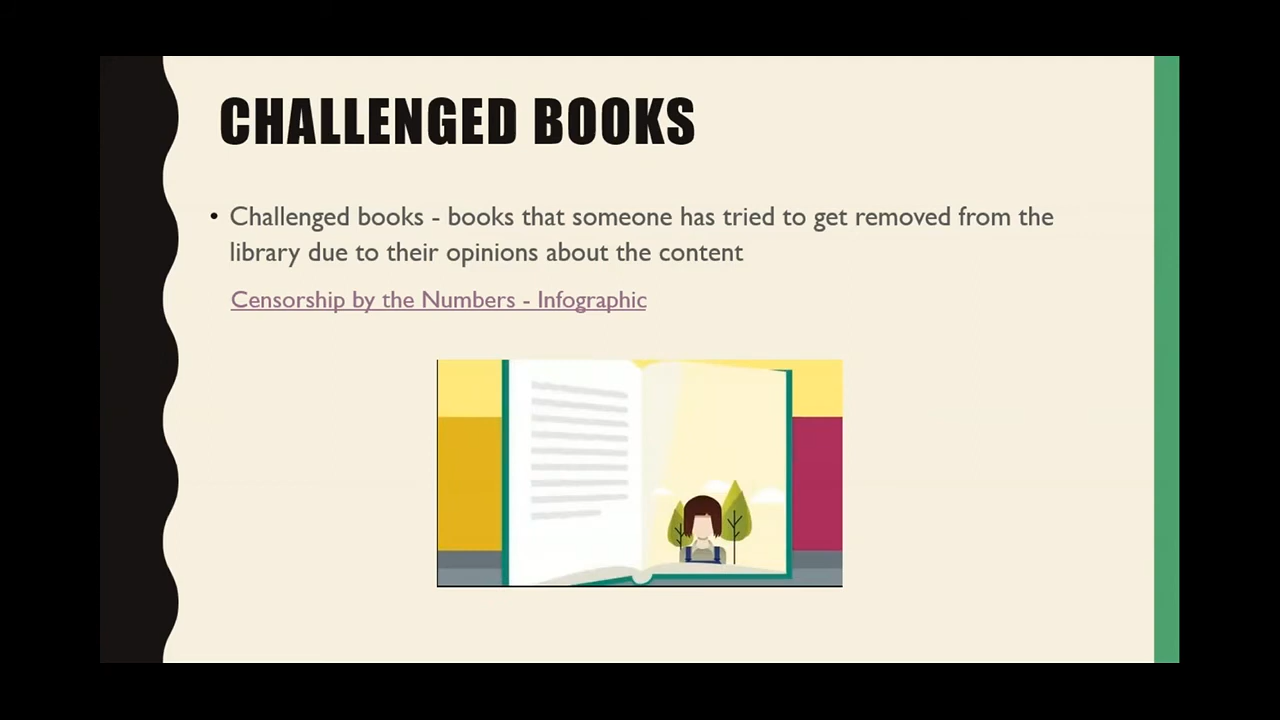 CHALLENGED BOOKS
• Challenged books - books that someone has tried to get removed from the
library due to their opinions about the content
Censorship by the Numbers - Infographic